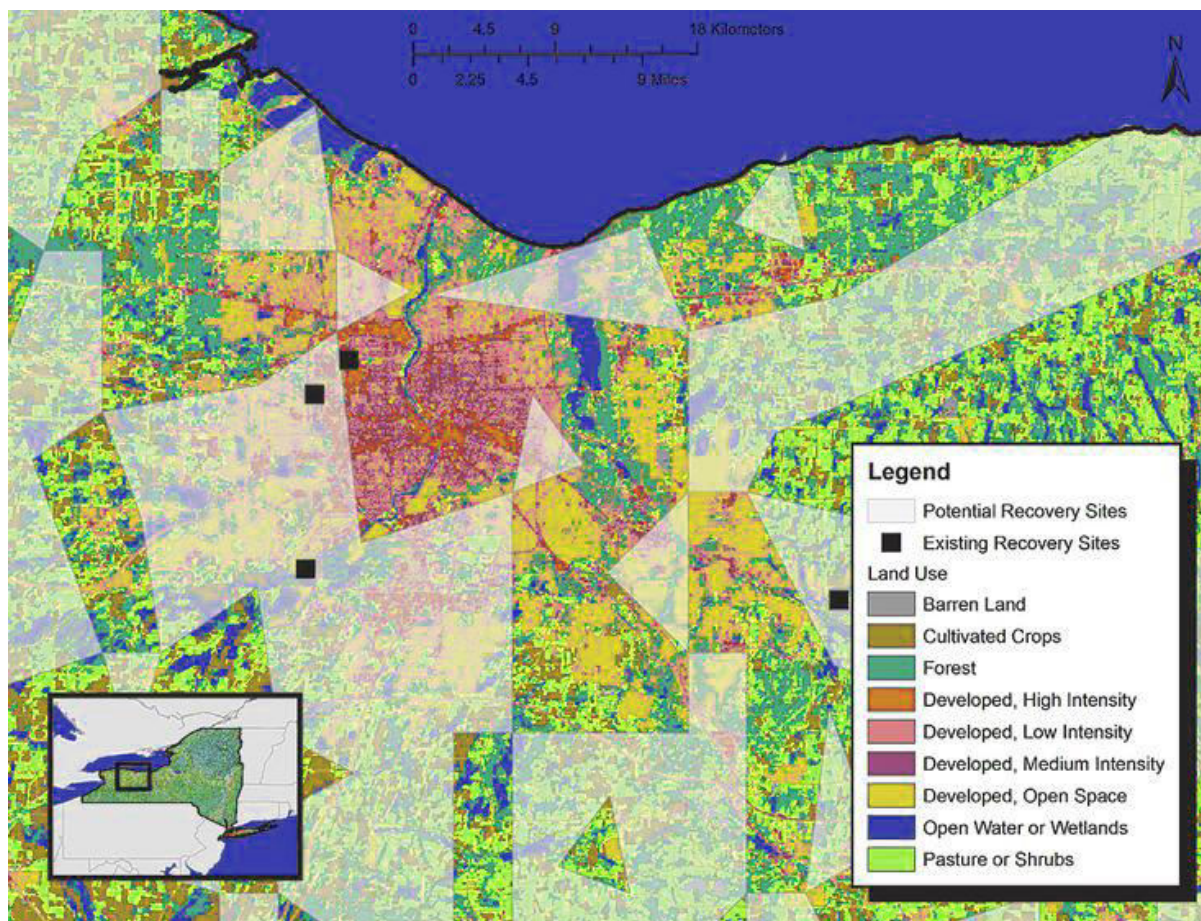 0 4.5 9 18 Kilometers
0 2.25 4.5 9 Miles
N
Legend
Potential Recovery Sites
Existing Recovery Sites
Land Use
Barren Land
Cultivated Crops
Forest
Developed, High Intensity
Developed, Low Intensity
Developed, Medium Intensity
Developed, Open Space
Open Water or Wetlands
Pasture or Shrubs